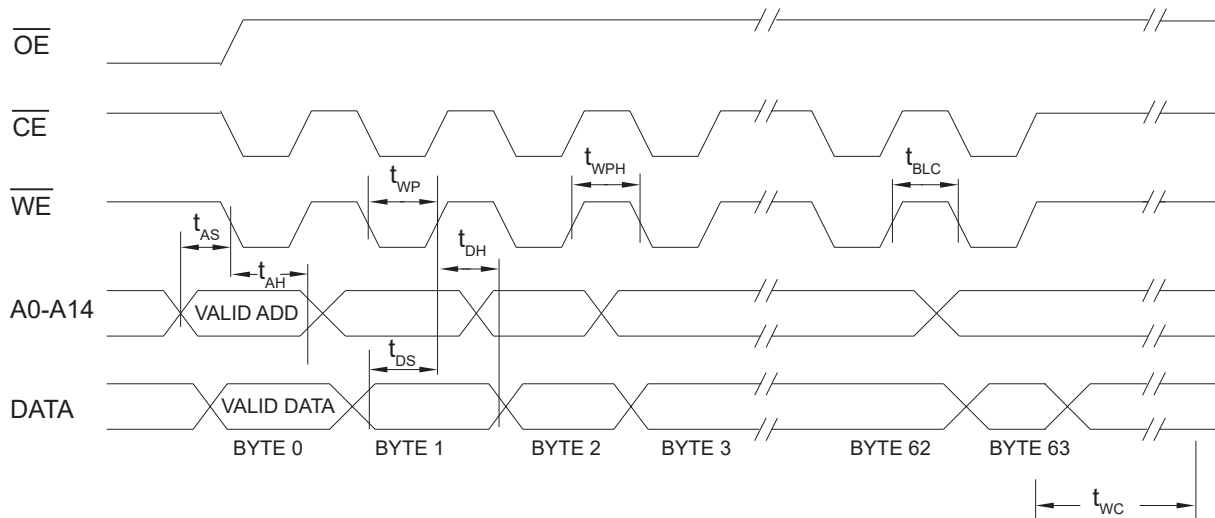 OE
CE
tWP
tWPH
tBLC
WE
tAS
tDH
tAH
A0-A14
VALID ADD
tDS
DATA
VALID DATA
BYTE 0
BYTE 1
BYTE 2
BYTE 3
BYTE 62
BYTE 63
tWC